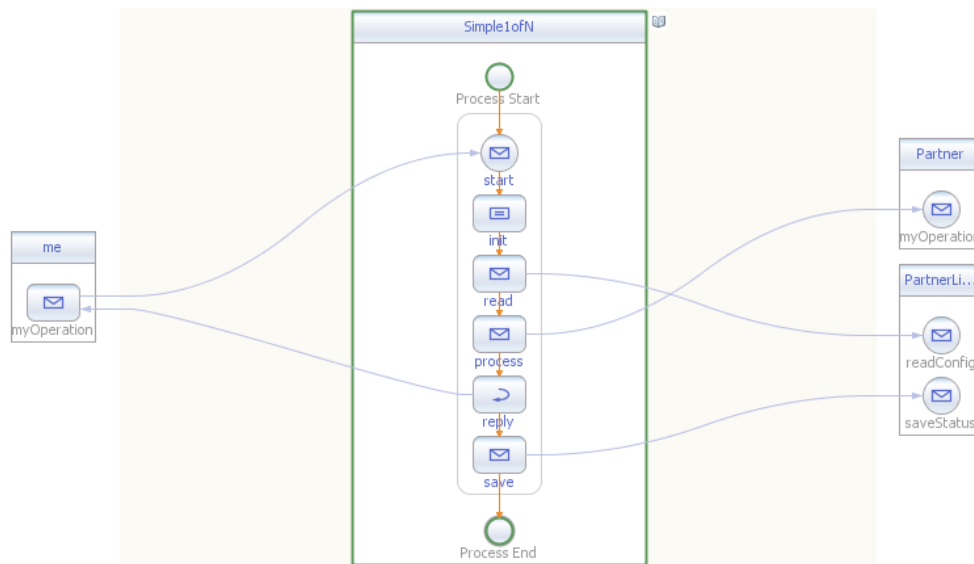 Simple1ofN
Process Start
start
init
read
process
reply
save
Process End
me
myOperation
Partner
myOperation
PartnerLi...
readConfig
saveStatus